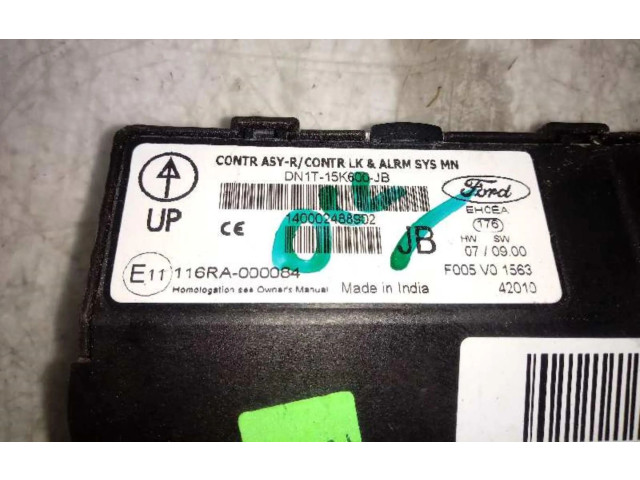 CONTR ASY-R/CONTR LK & ALRM SYS MN
DN1T-15K600-JB
Ford
UP
CE
140002488902
JB
EHCEA
176
HW SW
07 / 09.00
E11 116RA-000084
F005 V0 1563
Homologation see Owner's Manual
Made in India
42010